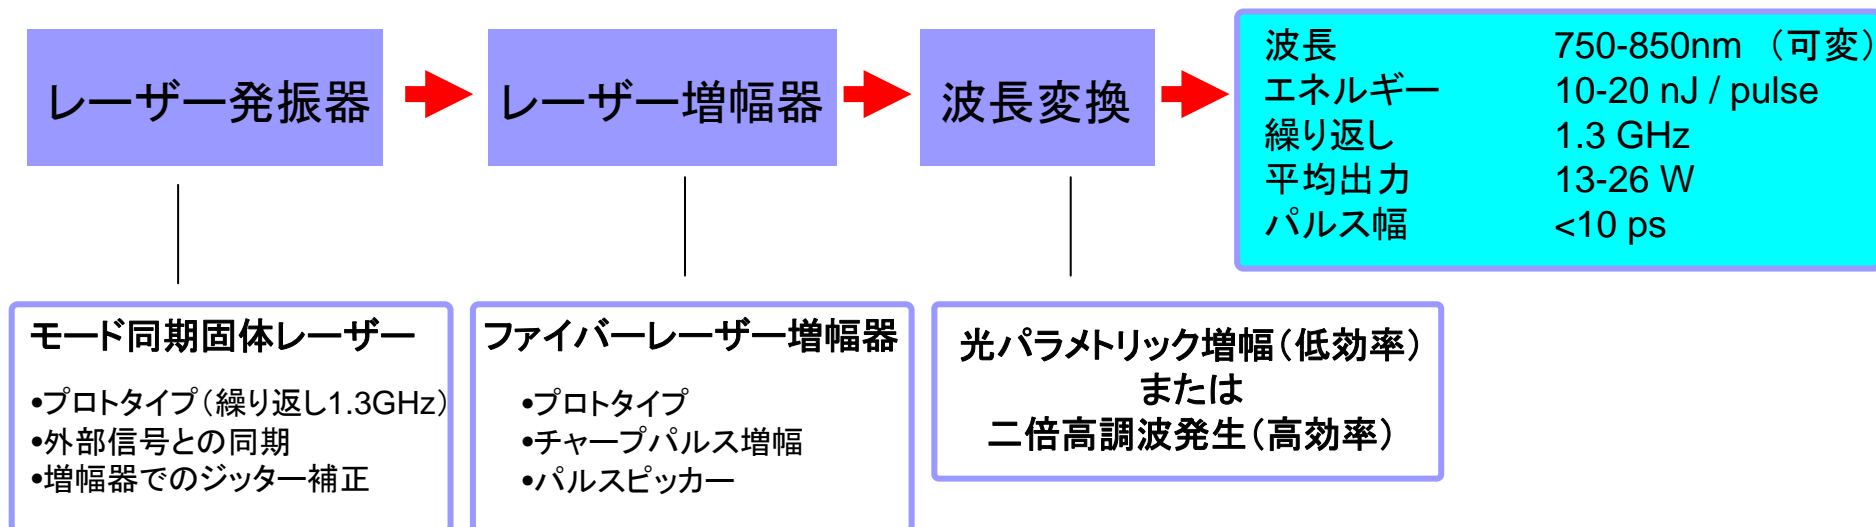 レーザー発振器
レーザー増幅器
波長変換
波長 750-850nm （可変）
エネルギー 10-20 nJ / pulse
繰り返し 1.3 GHz
平均出力 13-26 W
パルス幅 <10 ps
モード同期固体レーザー
•プロトタイプ（繰り返し1.3GHz）
•外部信号との同期
•増幅器でのジッター補正
ファイバーレーザー増幅器
•プロトタイプ
•チャープパルス増幅
•パルスピッカー
光パラメトリック増幅（低効率）
または
二倍高調波発生（高効率）